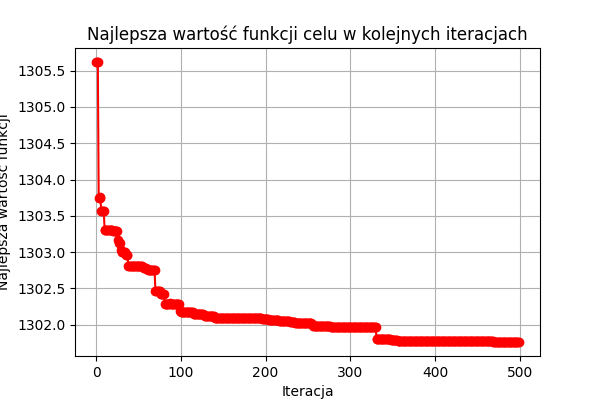 Najlepsza wartość funkcji celu w kolejnych iteracjach
Najlepsza wartość funkcji
1305.5
1305.0
1304.5
1304.0
1303.5
1303.0
1302.5
1302.0
0 100 200 300 400 500
Iteracja